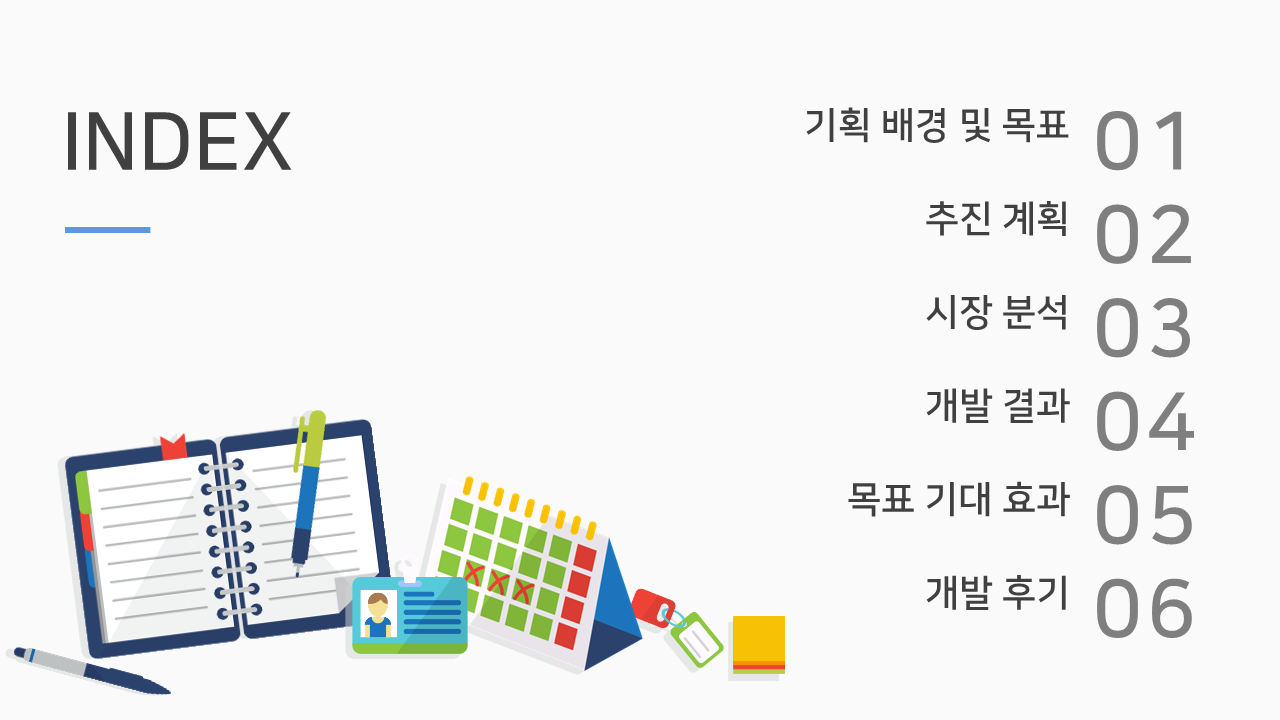 INDEX
기획 배경 및 목표 01
추진 계획 02
시장 분석 03
개발 결과 04
목표 기대 효과 05
개발 후기 06